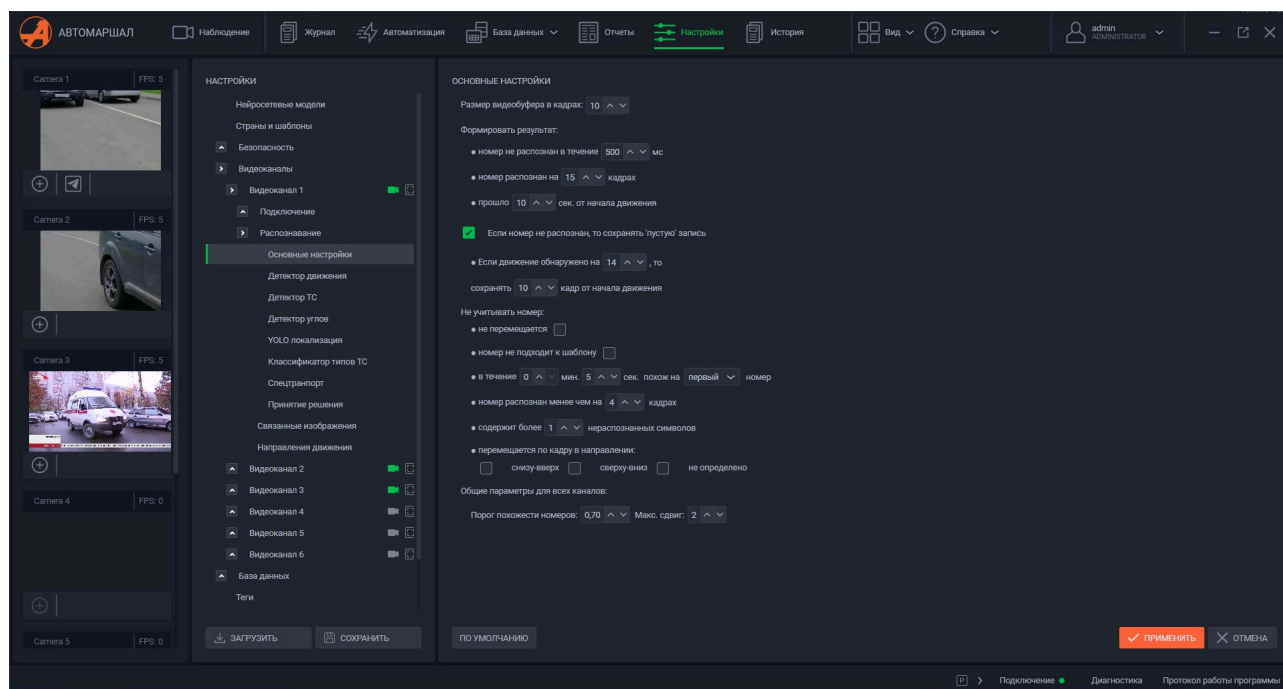 АВТОМАРШАЛ
Наблюдение
Журнал
Автоматизация
База данных
Отчеты
Настройки
История
Вид
Справка
admin
ADMINISTRATOR
Camera 1 FPS: 5
Camera 2 FPS: 5
Camera 3 FPS: 5
Camera 4 FPS: 0
Camera 5 FPS: 0
НАСТРОЙКИ
Нейросетевые модели
Страны и шаблоны
Безопасность
Видеоканалы
Видеоканал 1
Подключение
Распознавание
Основные настройки
Детектор движения
Детектор ТС
Детектор углов
YOLO локализация
Классификатор типов ТС
Спецтранпорт
Принятие решения
Связанные изображения
Направления движения
Видеоканал 2
Видеоканал 3
Видеоканал 4
Видеоканал 5
Видеоканал 6
База данных
Теги
ЗАГРУЗИТЬ
СОХРАНИТЬ
ОСНОВНЫЕ НАСТРОЙКИ
Размер видеобуфера в кадрах: 10
Формировать результат:
• номер не распознан в течение 500 мс
• номер распознан на 15 кадрах
• прошло 10 сек. от начала движения
Если номер не распознан, то сохранять 'пустую' запись
• Если движение обнаружено на 14 , то
сохранять 10 кадр от начала движения
Не учитывать номер:
• не перемещается
• номер не подходит к шаблону
• в течение 0 мин. 5 сек. похож на первый номер
• номер распознан менее чем на 4 кадрах
• содержит более 1 нераспознанных символов
• перемещается по кадру в направлении:
снизу-вверх сверху-вниз не определено
Общие параметры для всех каналов:
Порог похожести номеров: 0,70 Макс. сдвиг: 2
ПО УМОЛЧАНИЮ
ПРИМЕНИТЬ
ОТМЕНА
P
Подключение
Диагностика
Протокол работы программы